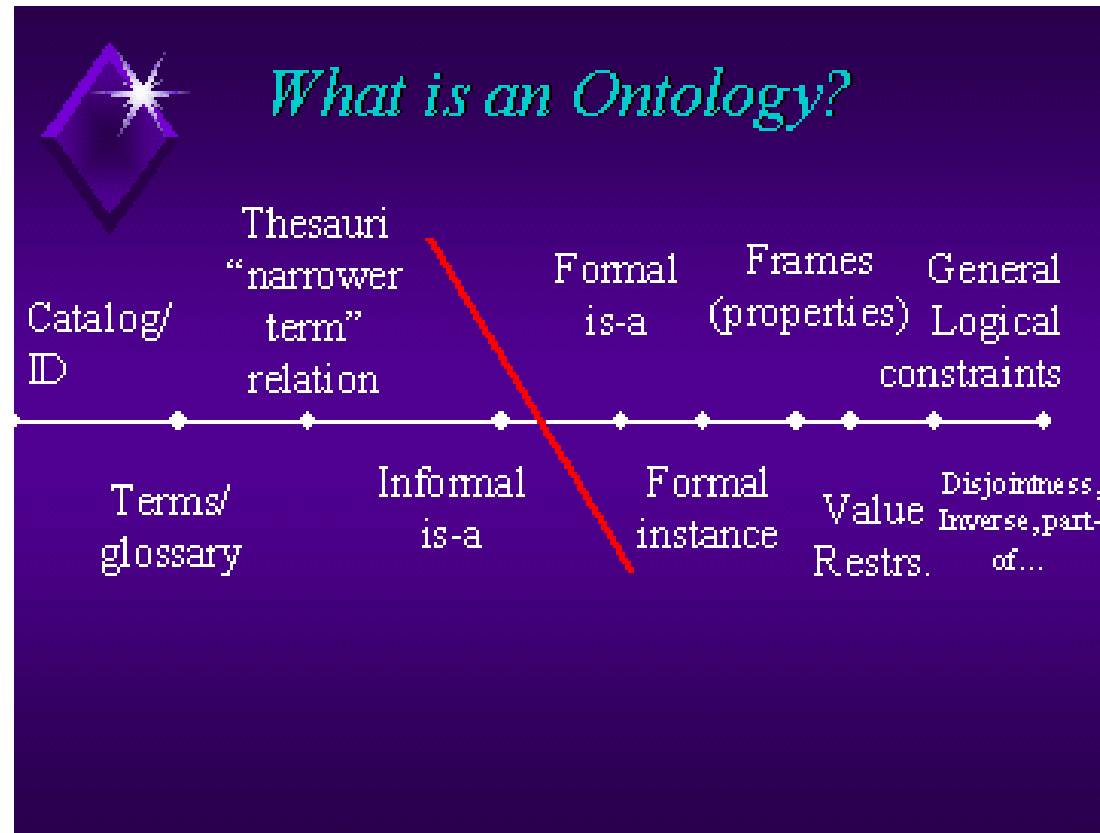 What is an Ontology?
Thesauri
“narrower
term”
relation
Formal
is-a
Frames
(properties)
General
Logical
constraints
Catalog/
ID
Terms/
glossary
Informal
is-a
Formal
instance
Value
Restrs.
Disjointness,
Inverse, part-
of...